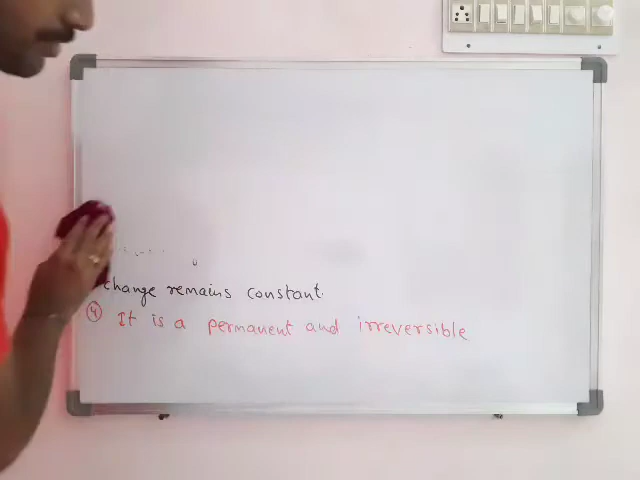 change remains constant.
④ It is a permanent and irreversible